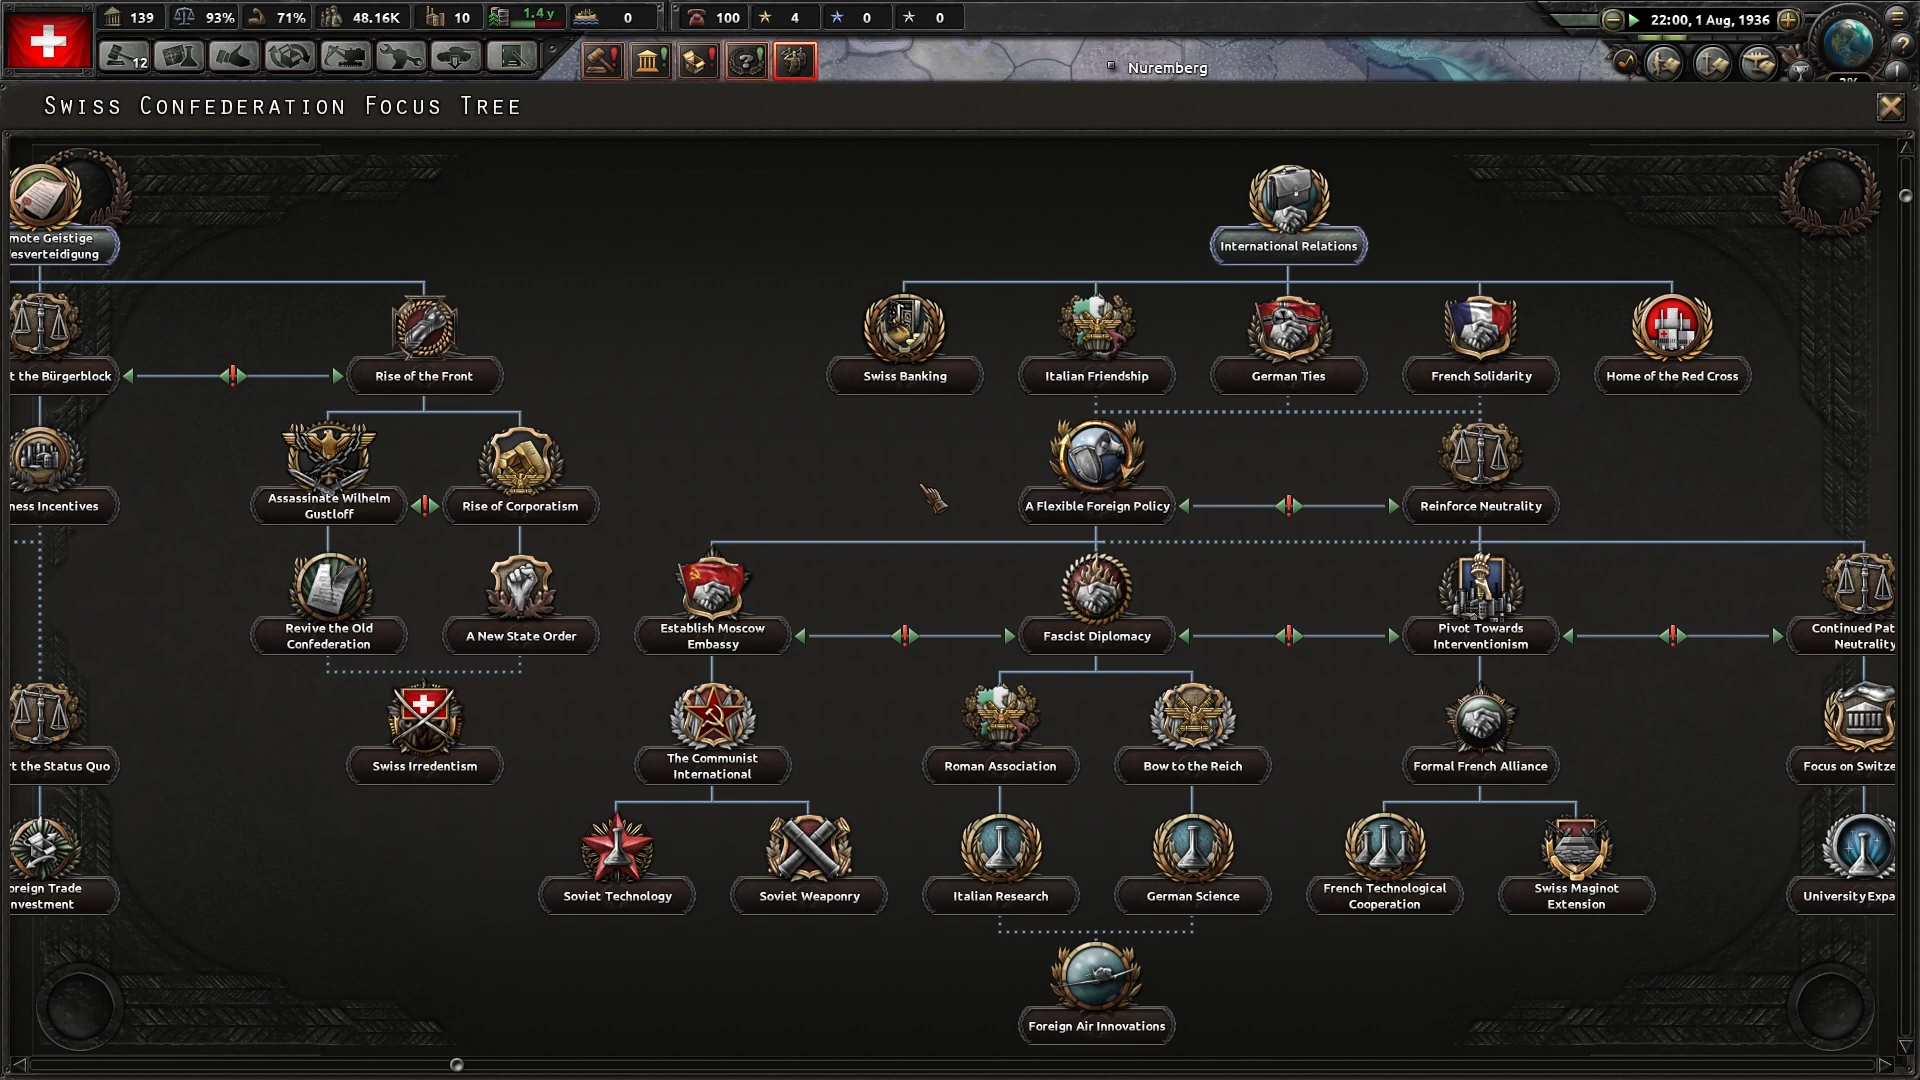 139 93% 71% 48.16K 10 1.4 y 0 100 4 0 0 22:00, 1 Aug, 1936
12
Nuremberg
Swiss Confederation Focus Tree
International Relations
mote Geistige
esverteidigung
t the Bürgerblock
Rise of the Front
Swiss Banking
Italian Friendship
German Ties
French Solidarity
Home of the Red Cross
ness Incentives
Assassinate Wilhelm
Gustloff
Rise of Corporatism
A Flexible Foreign Policy
Reinforce Neutrality
Revive the Old
Confederation
A New State Order
Establish Moscow
Embassy
Fascist Diplomacy
Pivot Towards
Interventionism
Continued Pat
Neutrality
t the Status Quo
Swiss Irredentism
The Communist
International
Roman Association
Bow to the Reich
Formal French Alliance
Focus on Switze
oreign Trade
nvestment
Soviet Technology
Soviet Weaponry
Italian Research
German Science
French Technological
Cooperation
Swiss Maginot
Extension
University Expa
Foreign Air Innovations